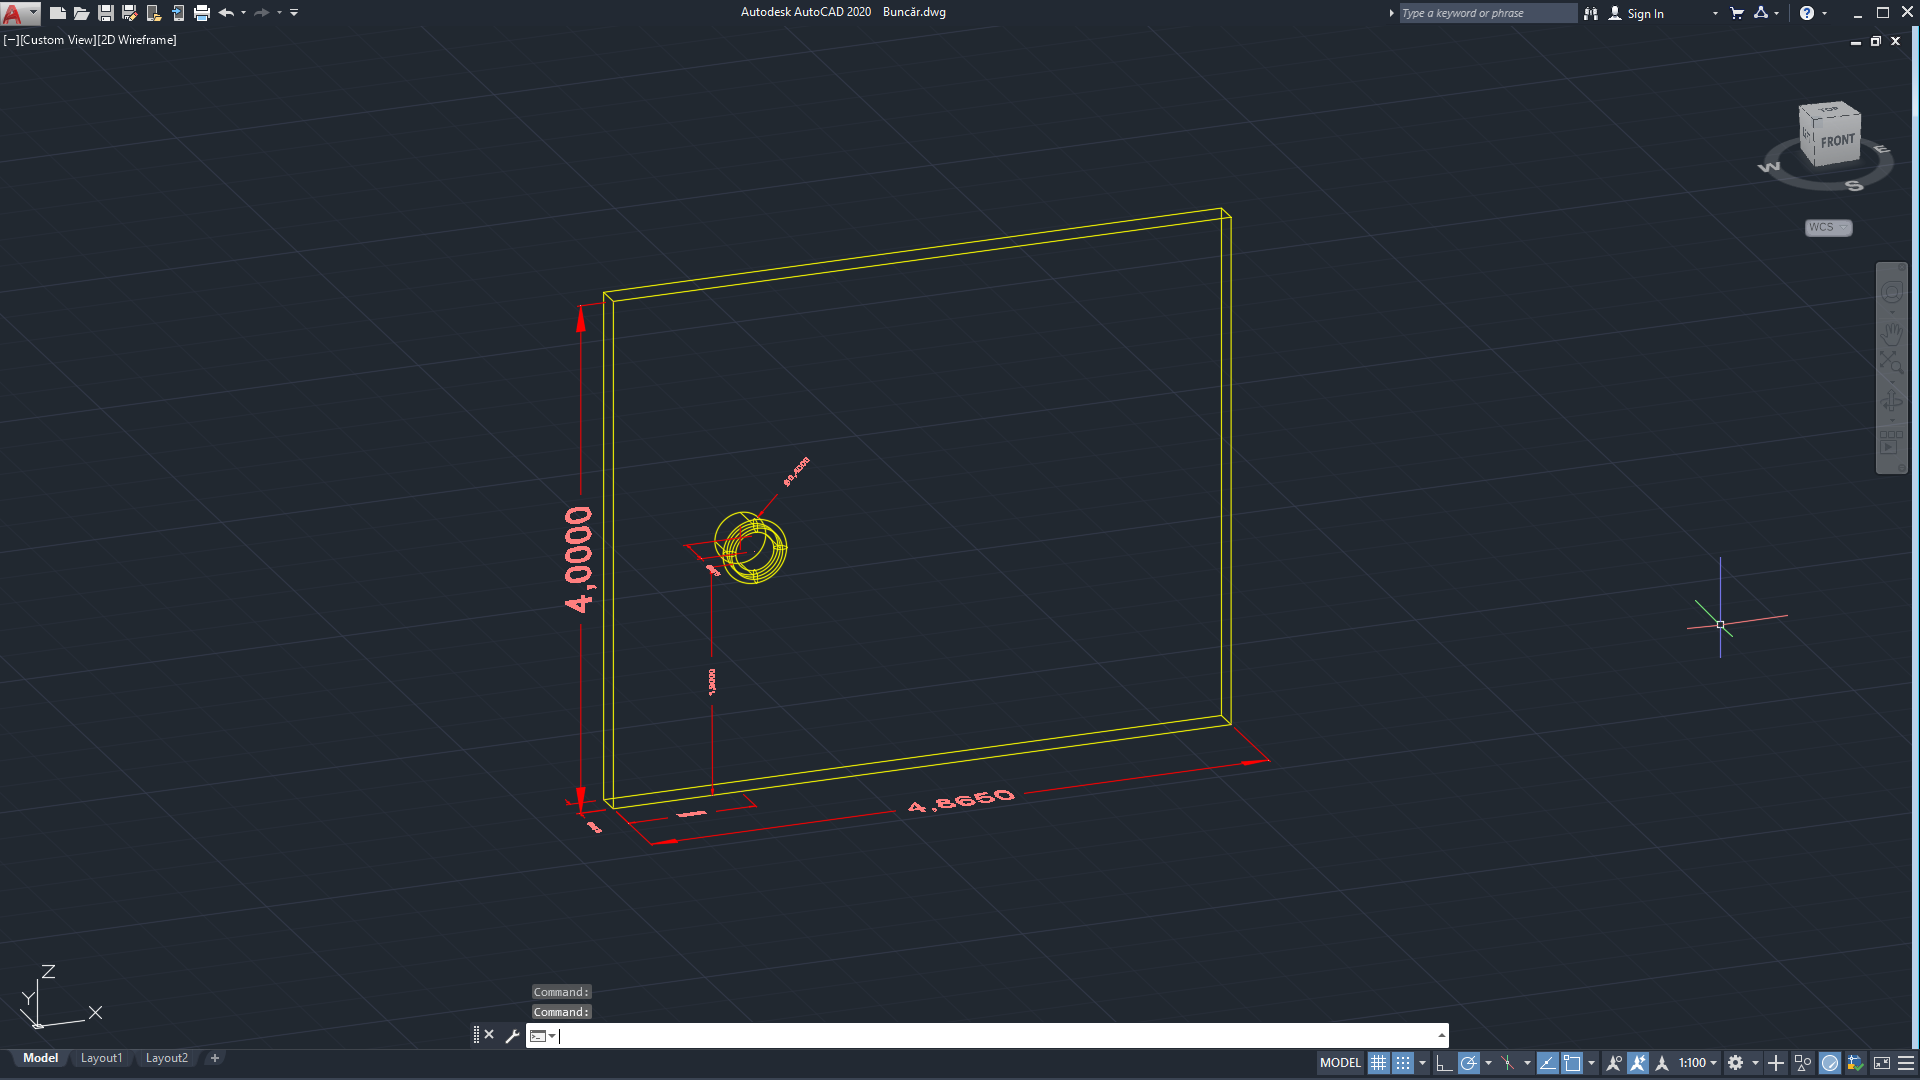 Autodesk AutoCAD 2020 Buncăr.dwg
Type a keyword or phrase
Sign In
[−][Custom View][2D Wireframe]
TOP
FRONT
W
E
S
WCS
4,0000
1,9000
4,8650
Z
Y
X
Command:
Command:
Model
Layout1
Layout2
MODEL
1:100